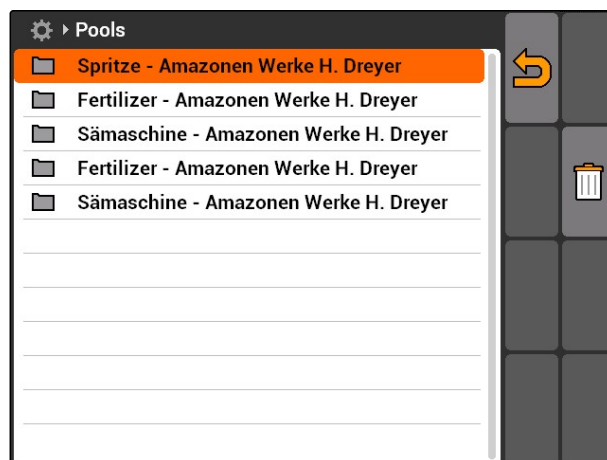 Pools
Spritze - Amazonen Werke H. Dreyer
Fertilizer - Amazonen Werke H. Dreyer
Sämaschine - Amazonen Werke H. Dreyer
Fertilizer - Amazonen Werke H. Dreyer
Sämaschine - Amazonen Werke H. Dreyer